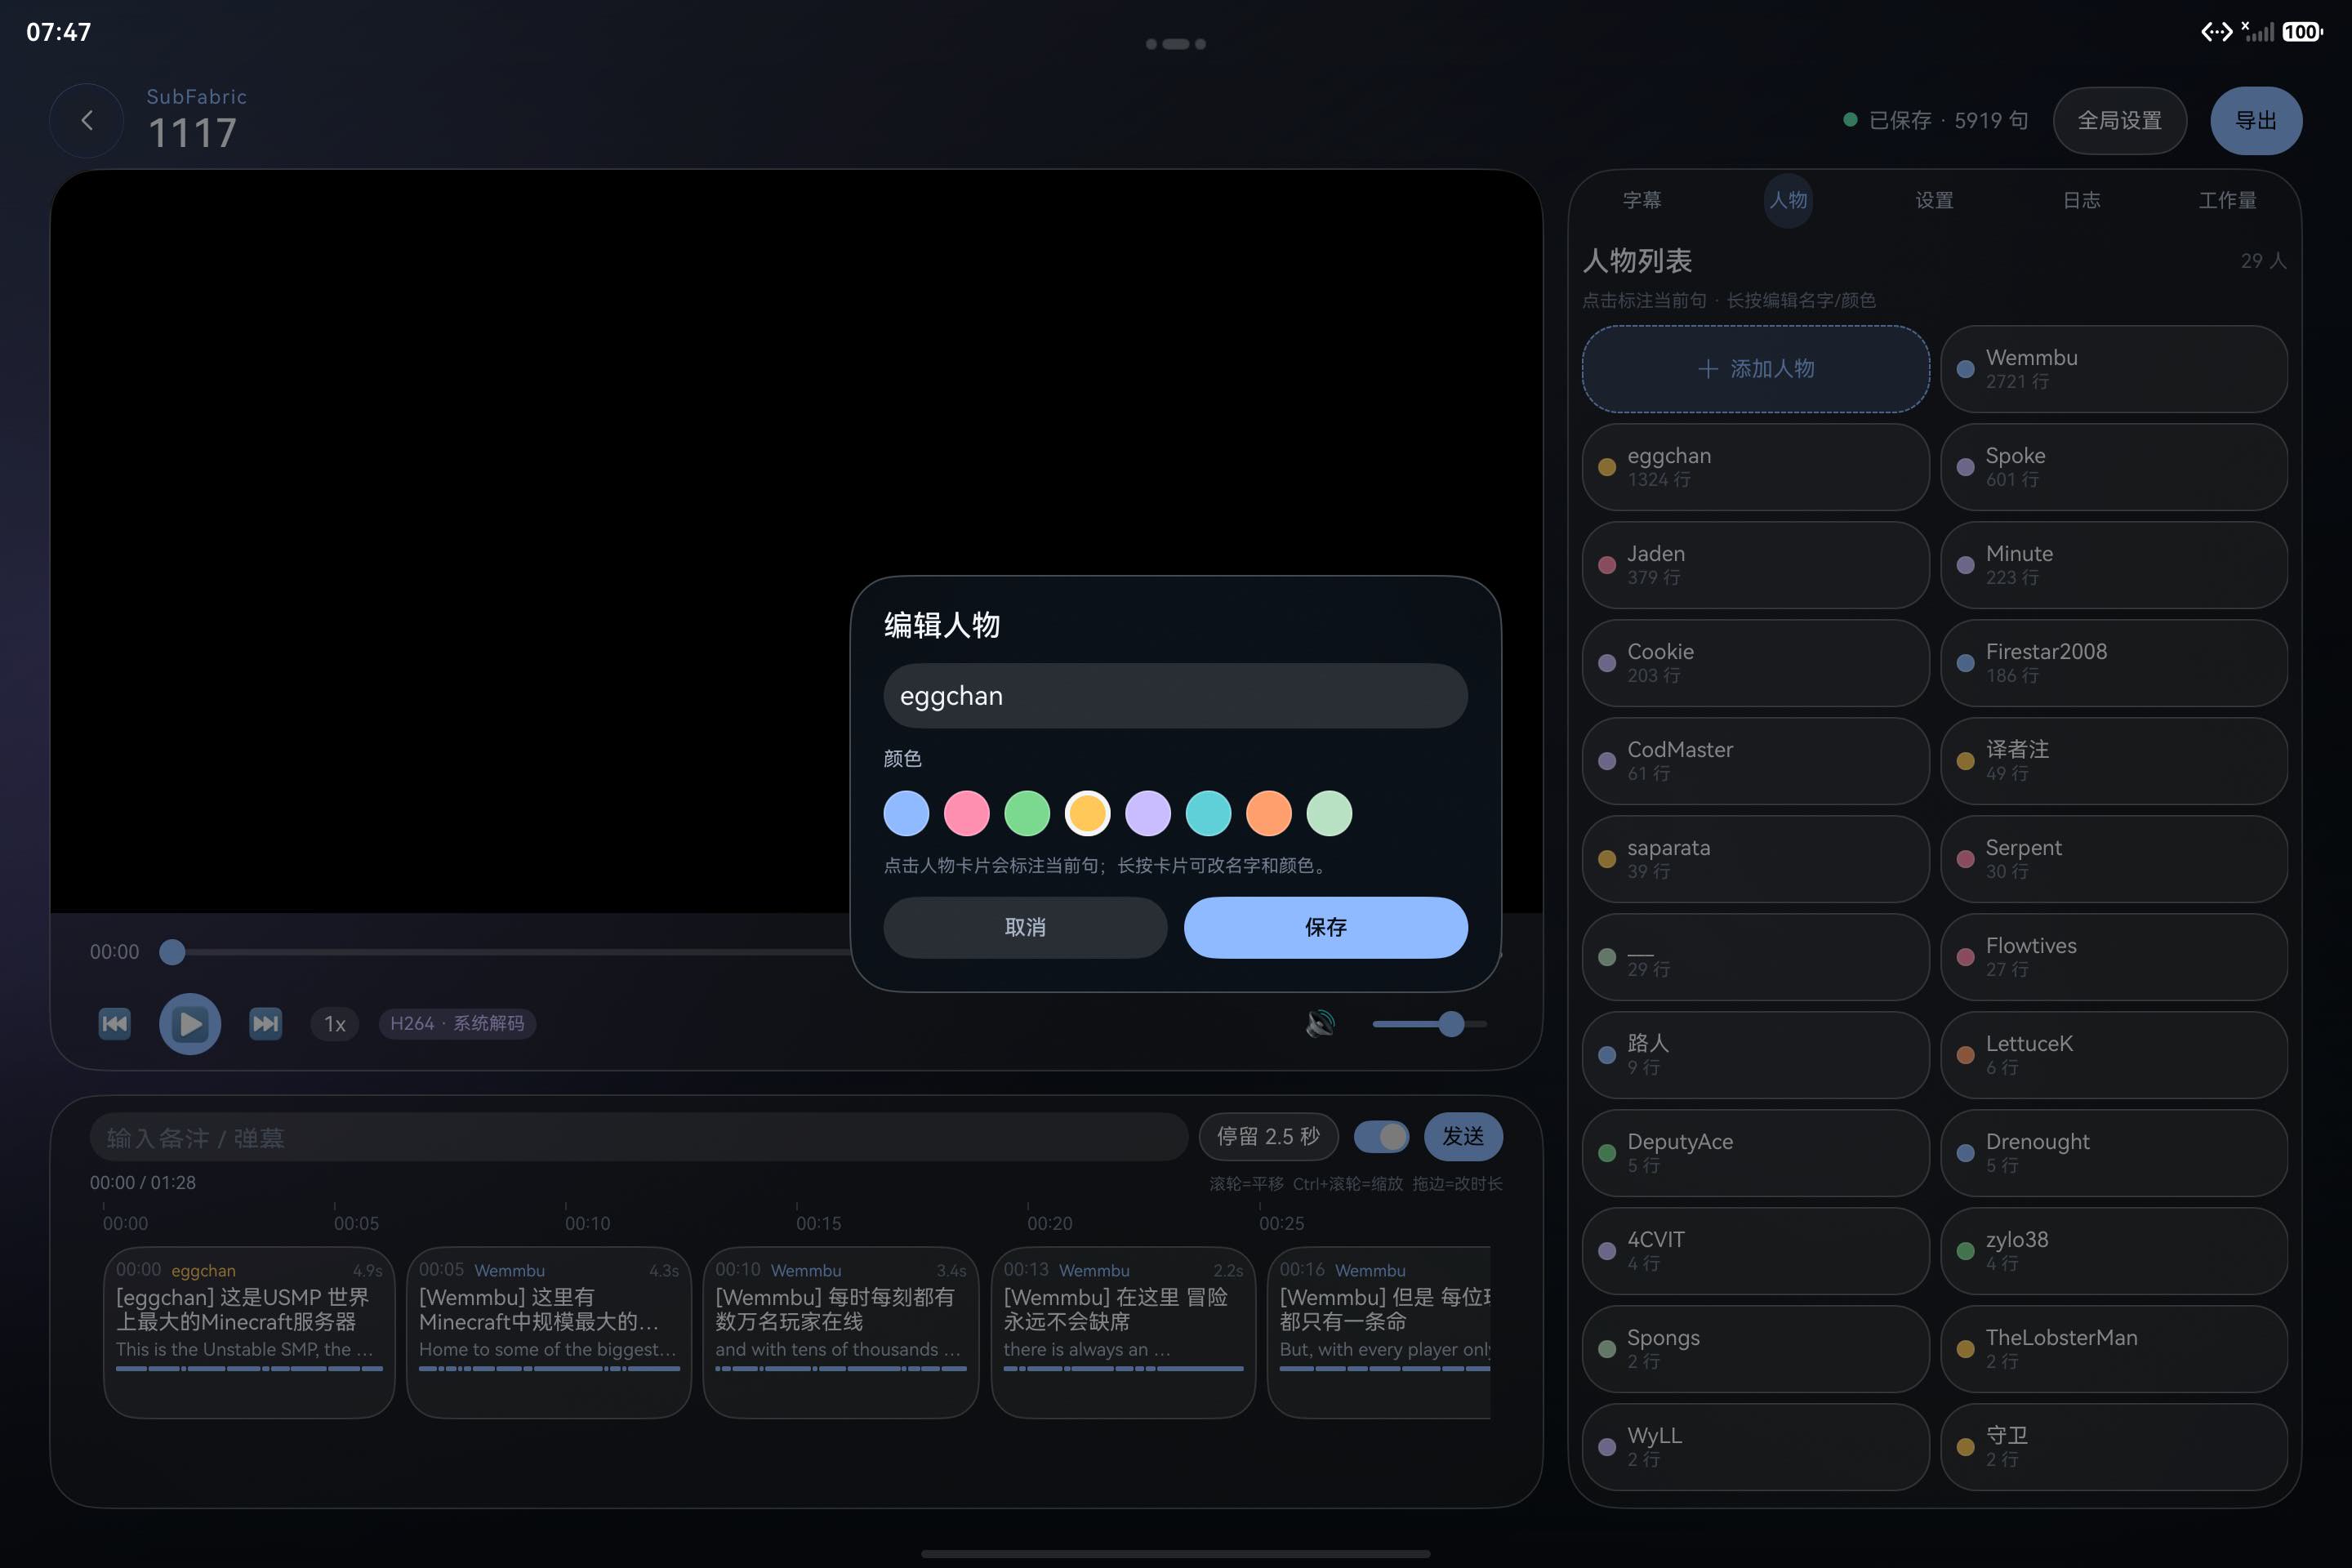 07:47
100
SubFabric
1117
已保存 · 5919 句
全局设置
导出
字幕
人物
设置
日志
工作量
人物列表
29 人
点击标注当前句 · 长按编辑名字/颜色
添加人物
Wemmbu
2721 行
eggchan
1324 行
Spoke
601 行
Jaden
379 行
Minute
223 行
Cookie
203 行
Firestar2008
186 行
CodMaster
61 行
译者注
49 行
saparata
39 行
Serpent
30 行
__
29 行
Flowtives
27 行
路人
9 行
LettuceK
6 行
DeputyAce
5 行
Drenought
5 行
4CVIT
4 行
zylo38
4 行
Spongs
2 行
TheLobsterMan
2 行
WyLL
2 行
守卫
2 行
编辑人物
eggchan
颜色
点击人物卡片会标注当前句；长按卡片可改名字和颜色。
取消
保存
00:00
1x
H264 · 系统解码
输入备注 / 弹幕
停留 2.5 秒
发送
00:00 / 01:28
滚轮=平移 Ctrl+滚轮=缩放 拖边=改时长
00:00
00:05
00:10
00:15
00:20
00:25
00:00 eggchan 4.9s
[eggchan] 这是USMP 世界
上最大的Minecraft服务器
This is the Unstable SMP, the ...
00:05 Wemmbu 4.3s
[Wemmbu] 这里有
Minecraft中规模最大的...
Home to some of the biggest...
00:10 Wemmbu 3.4s
[Wemmbu] 每时每刻都有
数万名玩家在线
and with tens of thousands ...
00:13 Wemmbu 2.2s
[Wemmbu] 在这里 冒险
永远不会缺席
there is always an ...
00:16 Wemmbu
[Wemmbu] 但是 每位
都只有一条命
But, with every player only